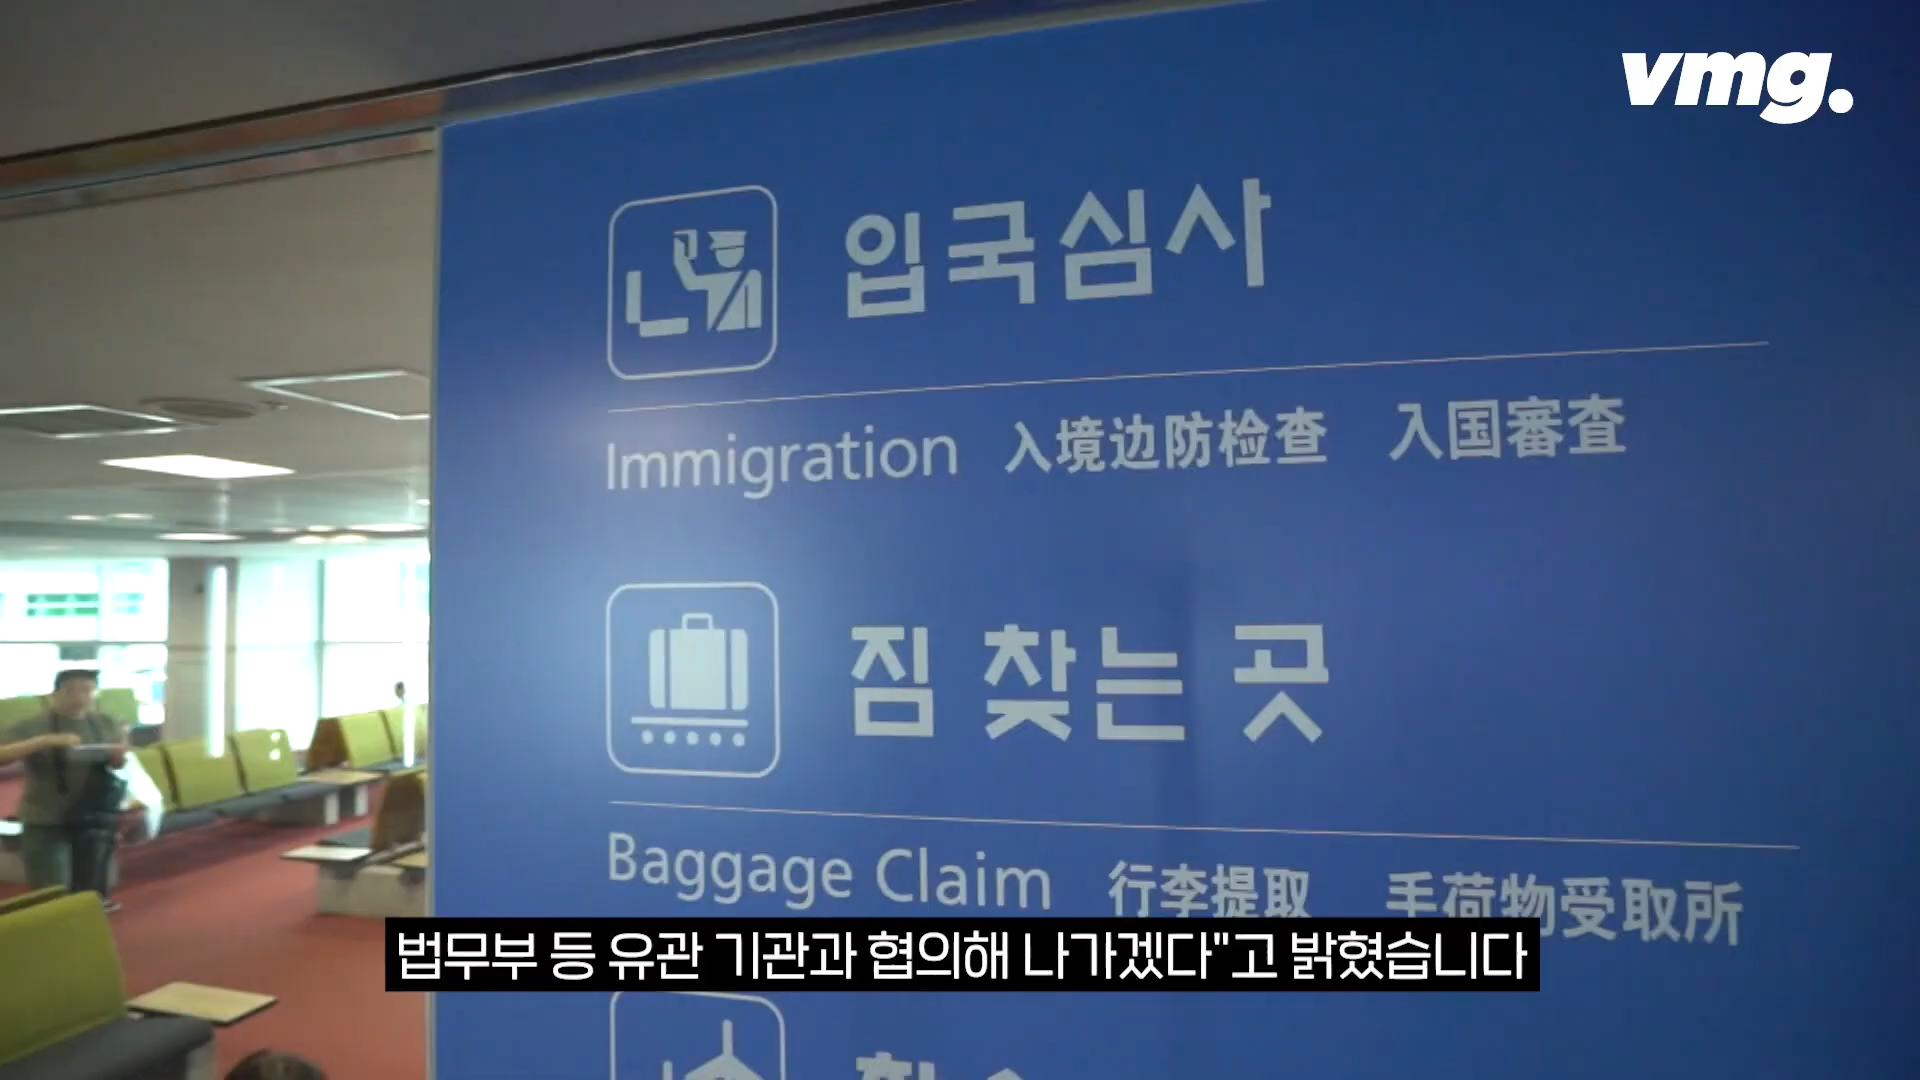 vmg.
입국심사
Immigration 入境边防检查 入国審査
짐 찾는 곳
Baggage Claim 行李提取 手荷物受取所
법무부 등 유관 기관과 협의해 나가겠다"고 밝혔습니다